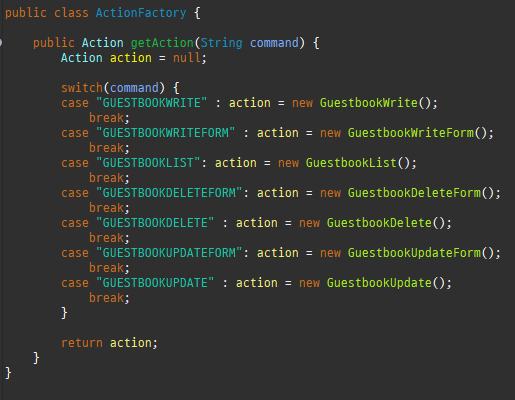 public class ActionFactory {
public Action getAction(String command) {
Action action = null;
switch(command) {
case "GUESTBOOKWRITE" : action = new GuestbookWrite();
break;
case "GUESTBOOKWRITEFORM" : action = new GuestbookWriteForm();
break;
case "GUESTBOOKLIST": action = new GuestbookList();
break;
case "GUESTBOOKDELETEFORM": action = new GuestbookDeleteForm();
break;
case "GUESTBOOKDELETE" : action = new GuestbookDelete();
break;
case "GUESTBOOKUPDATEFORM": action = new GuestbookUpdateForm();
break;
case "GUESTBOOKUPDATE" : action = new GuestbookUpdate();
break;
}
return action;
}
}